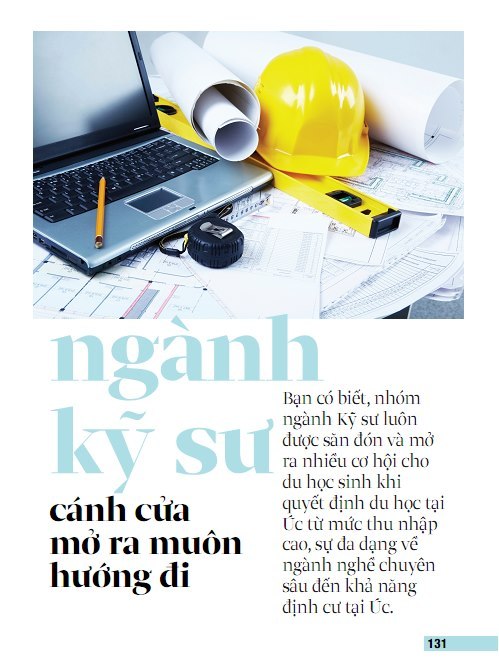 ngành
kỹ sư
cánh cửa
mở ra muôn
hướng đi
Bạn có biết, nhóm
ngành Kỹ sư luôn
được săn đón và mở
ra nhiều cơ hội cho
du học sinh khi
quyết định du học tại
Úc từ mức thu nhập
cao, sự đa dạng về
ngành nghề chuyên
sâu đến khả năng
định cư tại Úc.
131